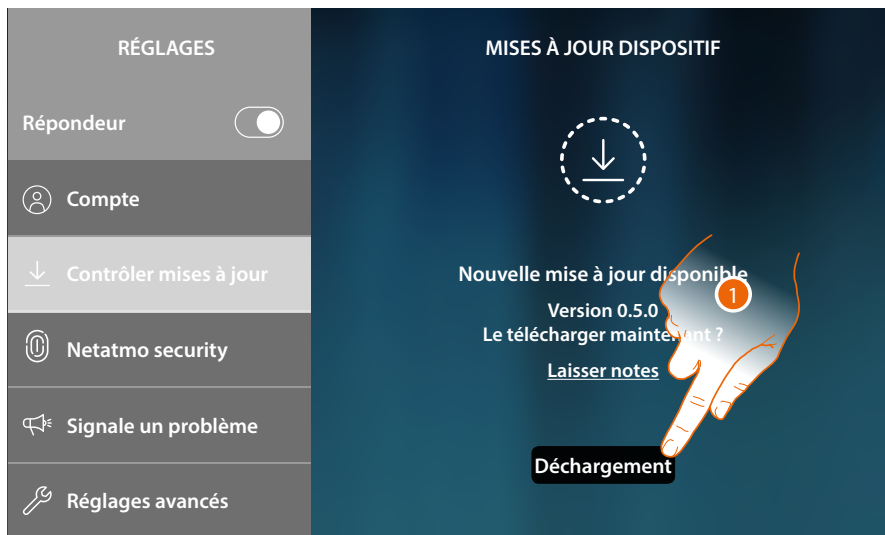 RÉGLAGES
Répondeur
Compte
Contrôler mises à jour
Netatmo security
Signale un problème
Réglages avancés
MISES À JOUR DISPOSITIF
Nouvelle mise à jour disponible
Version 0.5.0
Le télécharger maintenant ?
Laisser notes
Déchargement
1